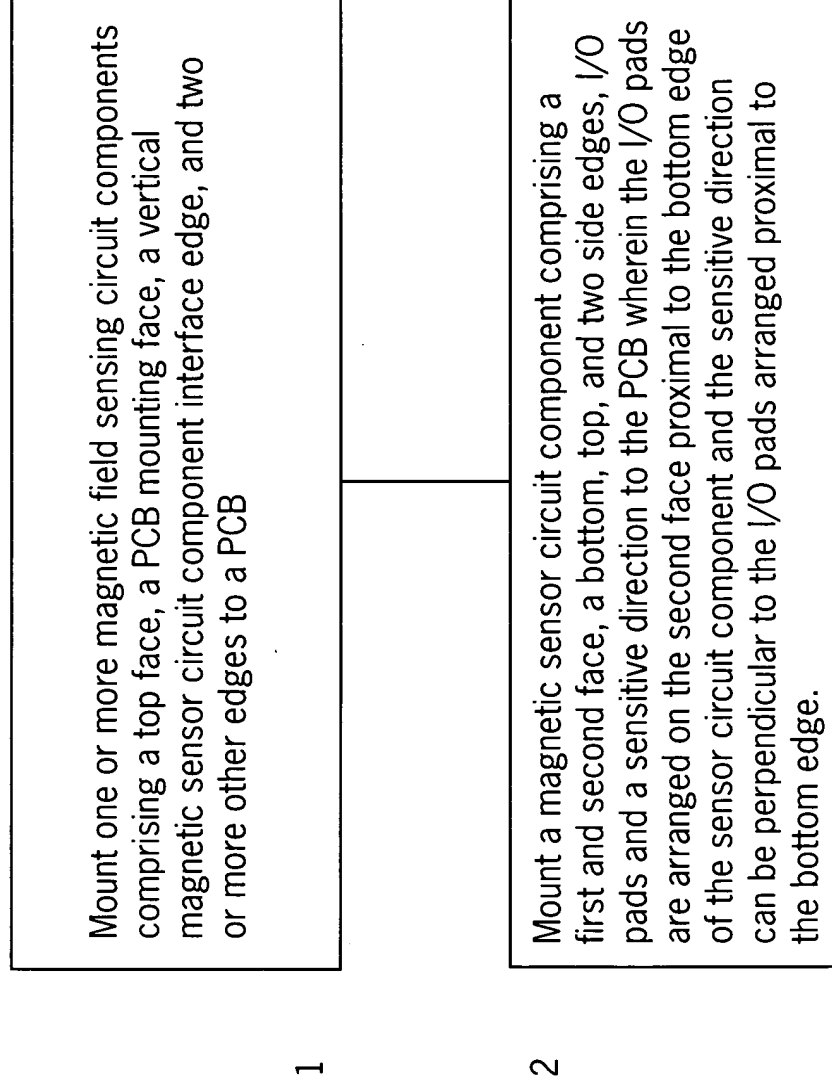 1
Mount one or more magnetic field sensing circuit components
comprising a top face, a PCB mounting face, a vertical
magnetic sensor circuit component interface edge, and two
or more other edges to a PCB
2
Mount a magnetic sensor circuit component comprising a
first and second face, a bottom, top, and two side edges, I/O
pads and a sensitive direction to the PCB wherein the I/O pads
are arranged on the second face proximal to the bottom edge
of the sensor circuit component and the sensitive direction
can be perpendicular to the I/O pads arranged proximal to
the bottom edge.